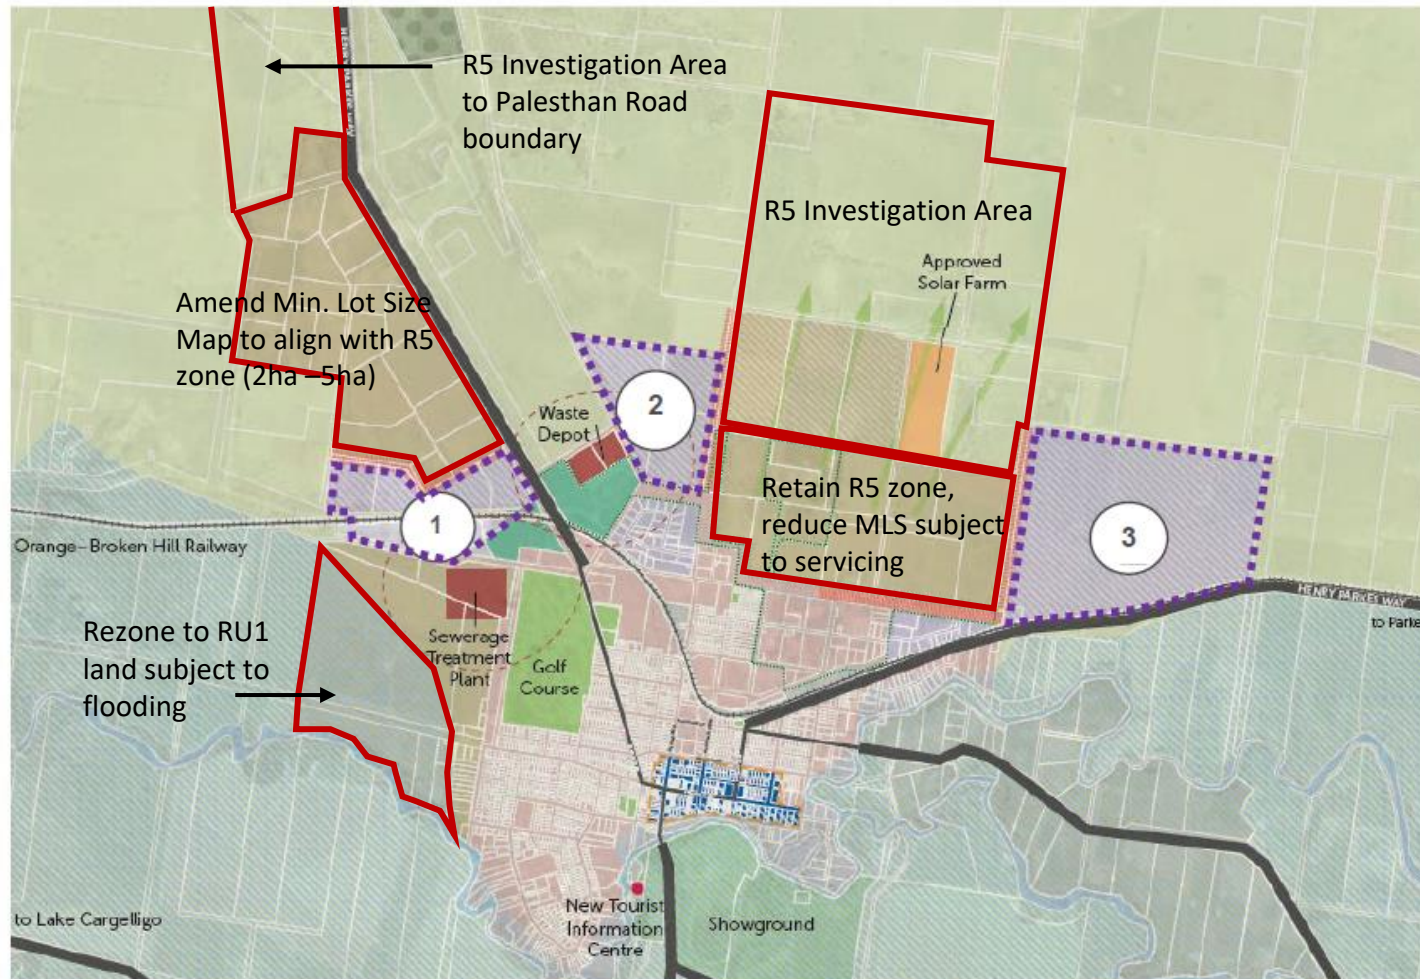 R5 Investigation Area
to Palesthan Road
boundary
R5 Investigation Area
Approved
Solar Farm
Amend Min. Lot Size
Map to align with R5
zone (2ha –5ha)
2
Waste
Depot
Retain R5 zone,
reduce MLS subject
to servicing
1
3
Orange–Broken Hill Railway
HENRY PARKES WAY
to Parke
Rezone to RU1
land subject to
flooding
Sewerage
Treatment
Plant
Golf
Course
New Tourist
Information
Centre
Showground
to Lake Cargelligo